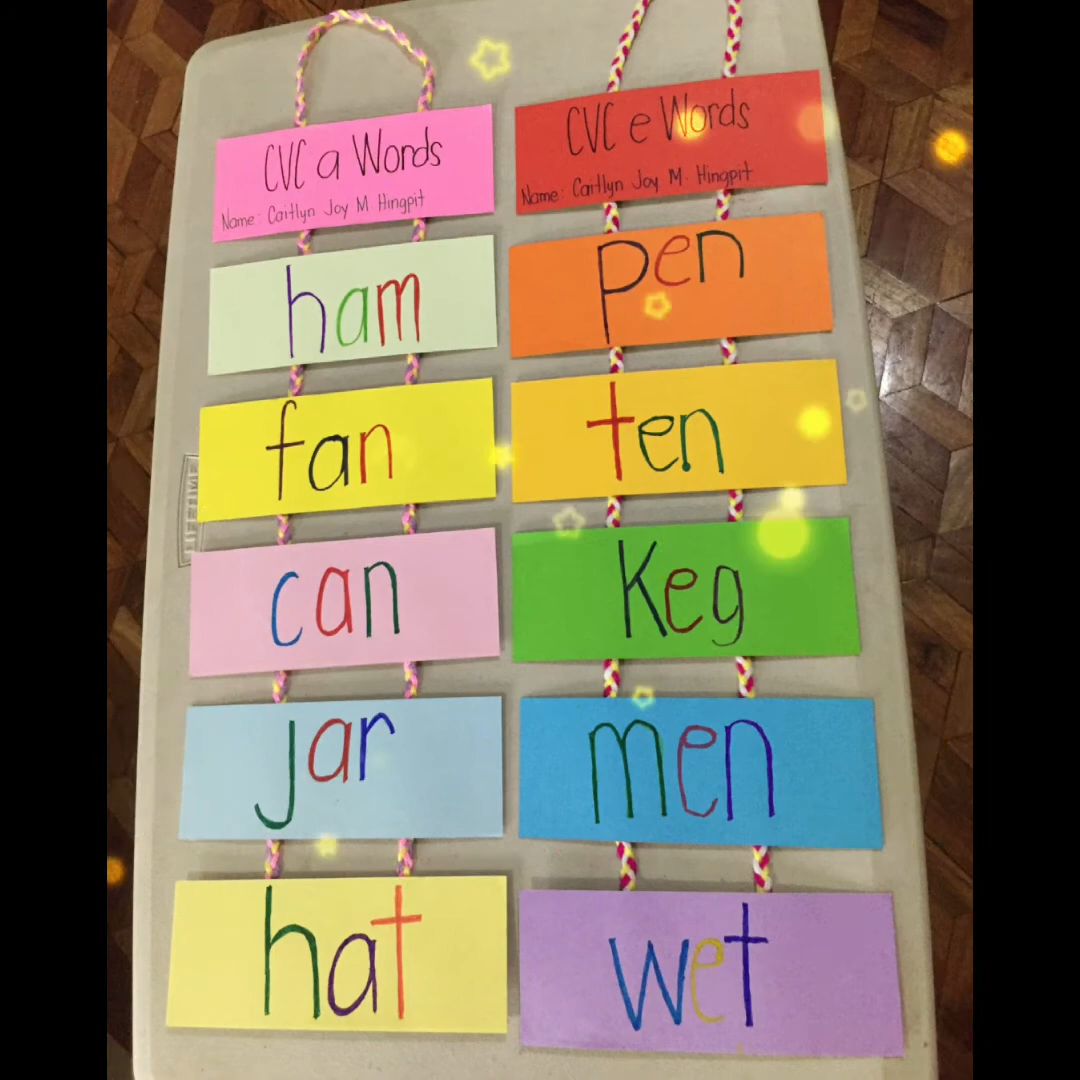 CVC a Words
Name: Caitlyn Joy M. Hingpit
ham
fan
can
jar
hat
CVC e Words
Name: Caitlyn Joy M. Hingpit
pen
ten
Keg
men
wet
LIFETIME